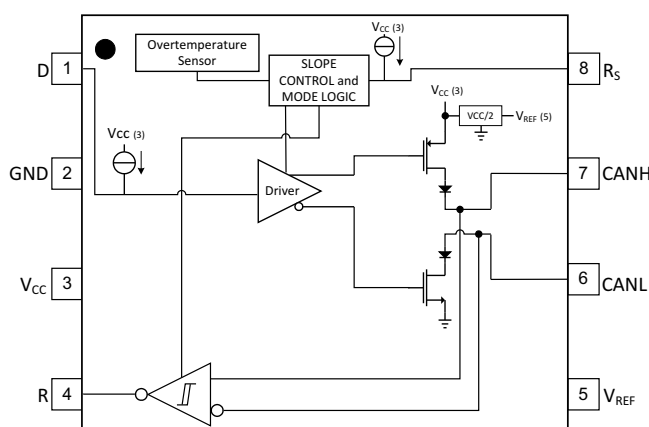 Overtemperature
Sensor
SLOPE
CONTROL and
MODE LOGIC
VCC (3)
D 1
8 RS
VCC (3)
VCC/2
VREF (5)
VCC (3)
GND 2
7 CANH
Driver
VCC 3
6 CANL
R 4
5 VREF